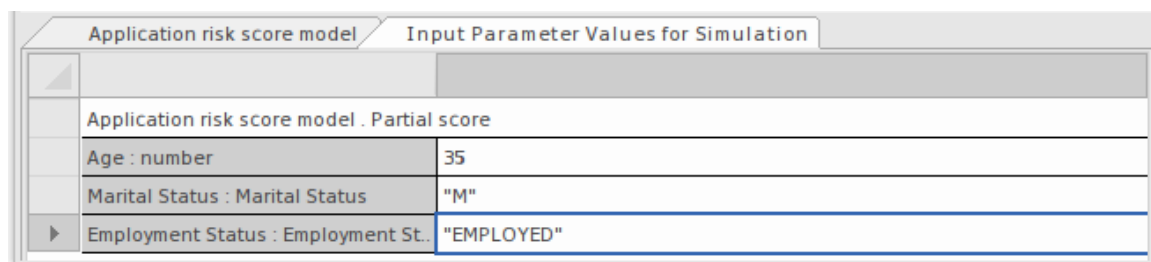 Application risk score model Input Parameter Values for Simulation
Application risk score model . Partial score
Age : number 35
Marital Status : Marital Status "M"
Employment Status : Employment St.. "EMPLOYED"